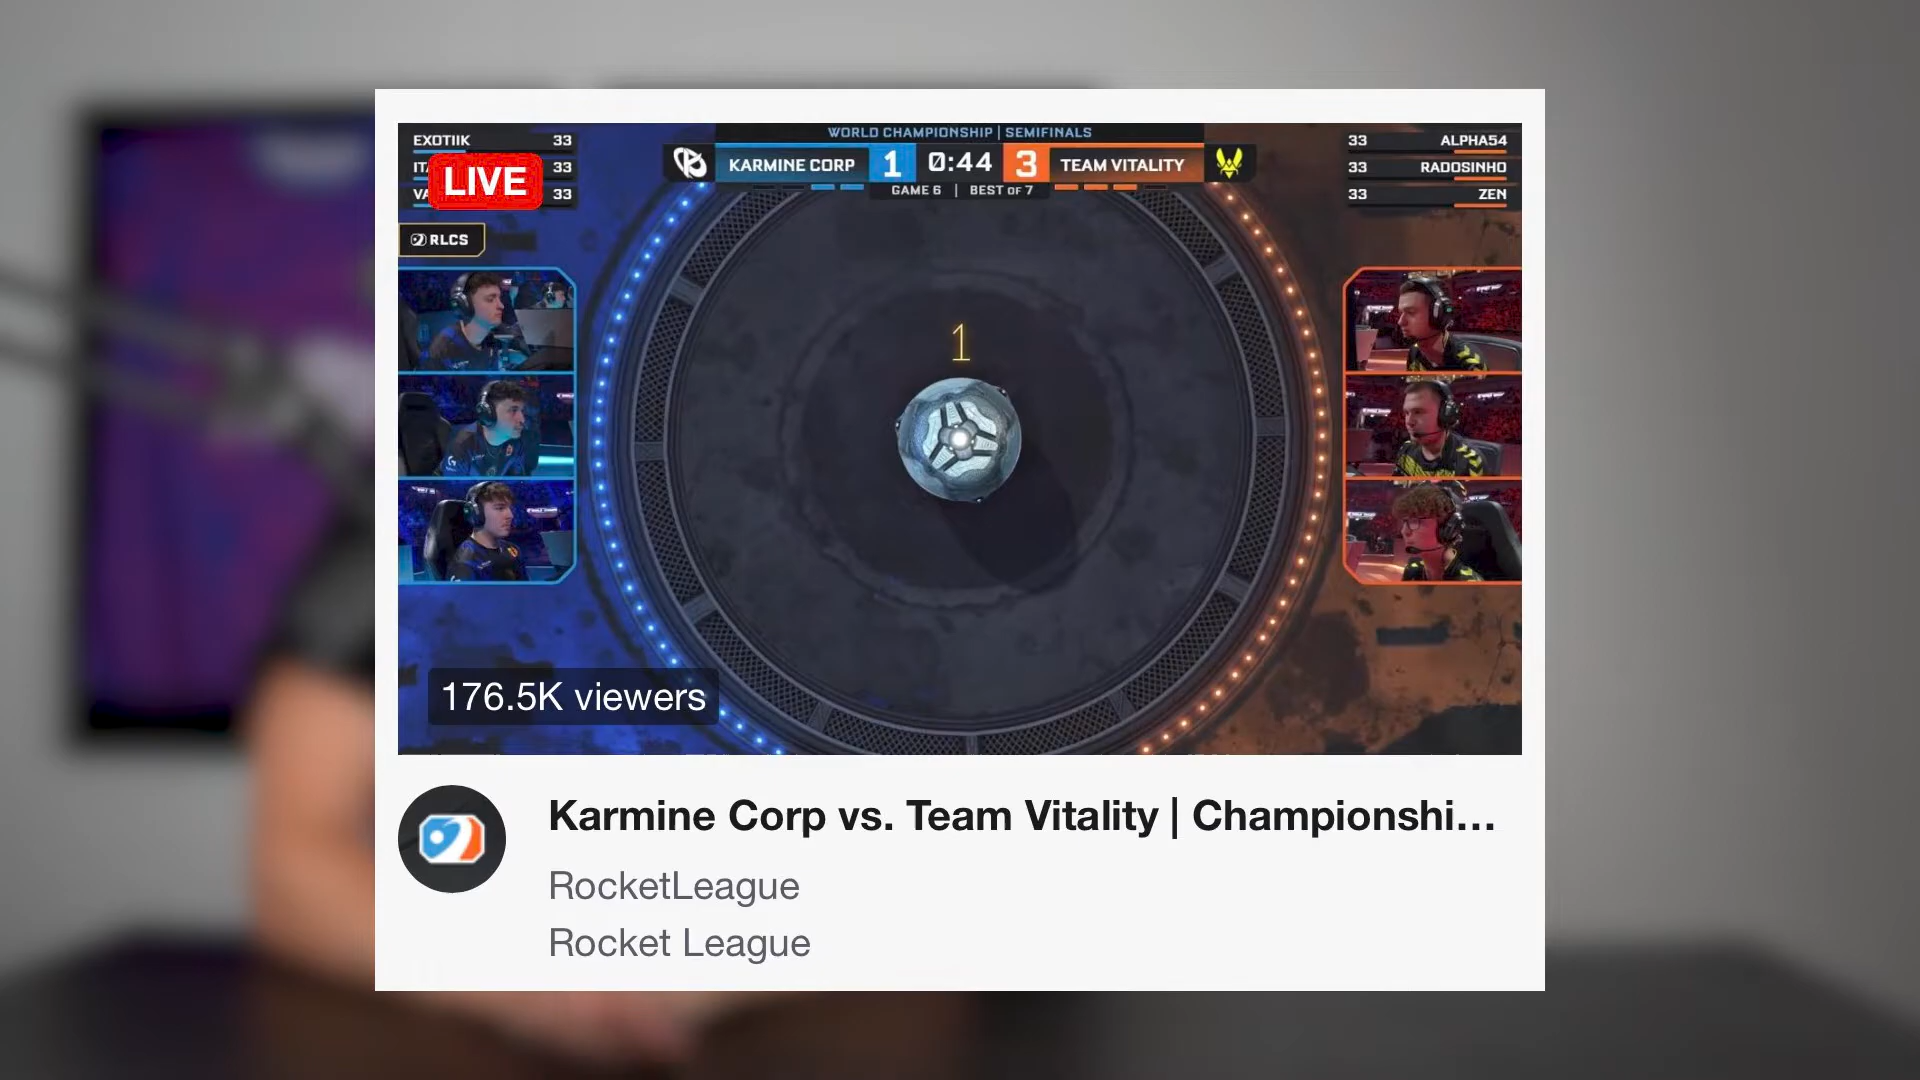 WORLD CHAMPIONSHIP | SEMIFINALS
EXOTIIK 33
KARMINE CORP 1 0:44 3 TEAM VITALITY
33 ALPHA54
33
LIVE
33 RADOSINHO
33
GAME 6 | BEST OF 7
33 ZEN
RLCS
1
176.5K viewers
Karmine Corp vs. Team Vitality | Championshi...
RocketLeague
Rocket League